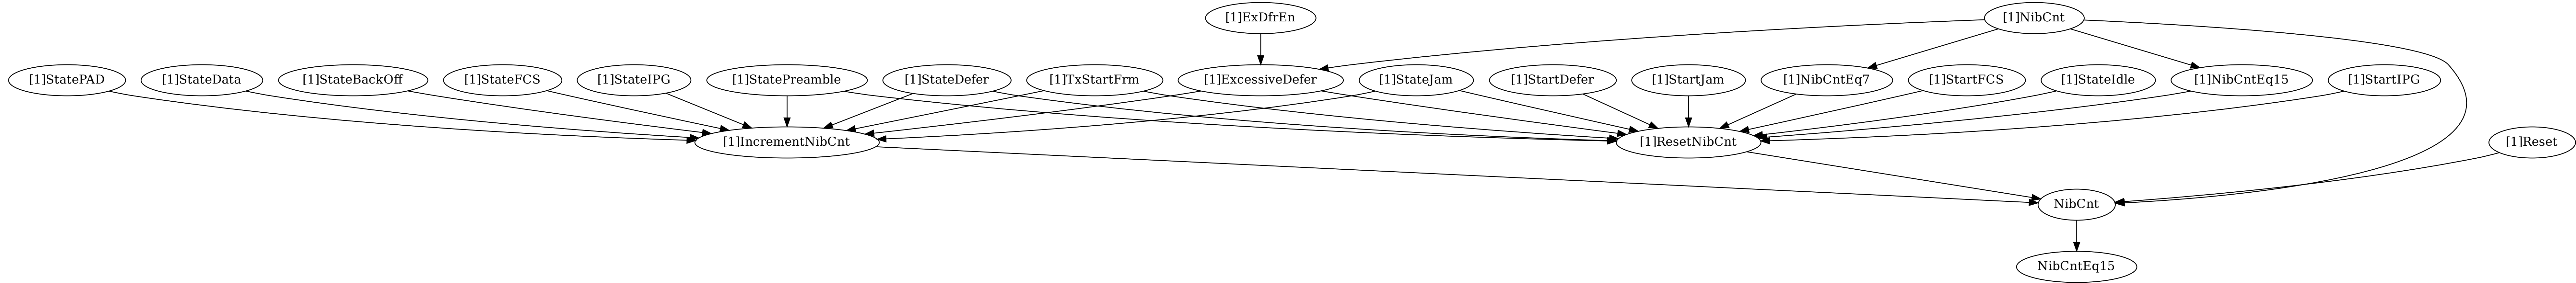 [1]ExDfrEn
[1]NibCnt
[1]StatePAD
[1]StateData
[1]StateBackOff
[1]StateFCS
[1]StateIPG
[1]StatePreamble
[1]StateDefer
[1]TxStartFrm
[1]ExcessiveDefer
[1]StateJam
[1]StartDefer
[1]StartJam
[1]NibCntEq7
[1]StartFCS
[1]StateIdle
[1]NibCntEq15
[1]StartIPG
[1]IncrementNibCnt
[1]ResetNibCnt
[1]Reset
NibCnt
NibCntEq15